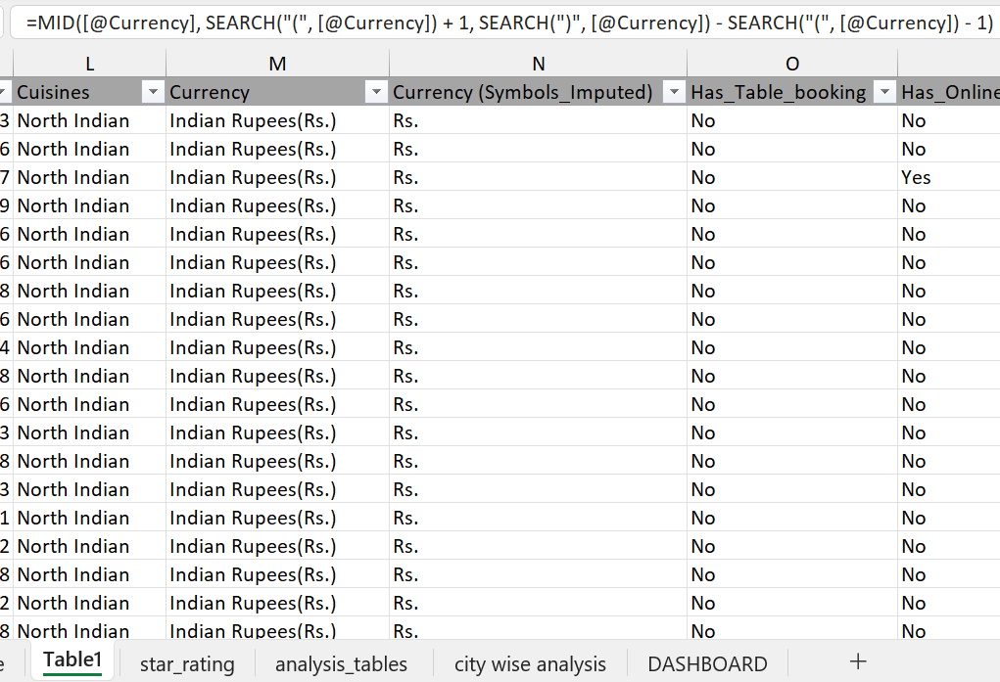 =MID([@Currency], SEARCH("(", [@Currency]) + 1, SEARCH(")", [@Currency]) - SEARCH("(", [@Currency]) - 1)
L M N O
Cuisines Currency Currency (Symbols_Imputed) Has_Table_booking Has_Online
3 North Indian Indian Rupees(Rs.) Rs. No No
6 North Indian Indian Rupees(Rs.) Rs. No No
7 North Indian Indian Rupees(Rs.) Rs. No Yes
9 North Indian Indian Rupees(Rs.) Rs. No No
6 North Indian Indian Rupees(Rs.) Rs. No No
6 North Indian Indian Rupees(Rs.) Rs. No No
8 North Indian Indian Rupees(Rs.) Rs. No No
6 North Indian Indian Rupees(Rs.) Rs. No No
4 North Indian Indian Rupees(Rs.) Rs. No No
8 North Indian Indian Rupees(Rs.) Rs. No No
6 North Indian Indian Rupees(Rs.) Rs. No No
3 North Indian Indian Rupees(Rs.) Rs. No No
8 North Indian Indian Rupees(Rs.) Rs. No No
3 North Indian Indian Rupees(Rs.) Rs. No No
1 North Indian Indian Rupees(Rs.) Rs. No No
2 North Indian Indian Rupees(Rs.) Rs. No No
8 North Indian Indian Rupees(Rs.) Rs. No No
2 North Indian Indian Rupees(Rs.) Rs. No No
8 North Indian Indian Rupees(Rs.) Rs. No No
e Table1 star_rating analysis_tables city wise analysis DASHBOARD +